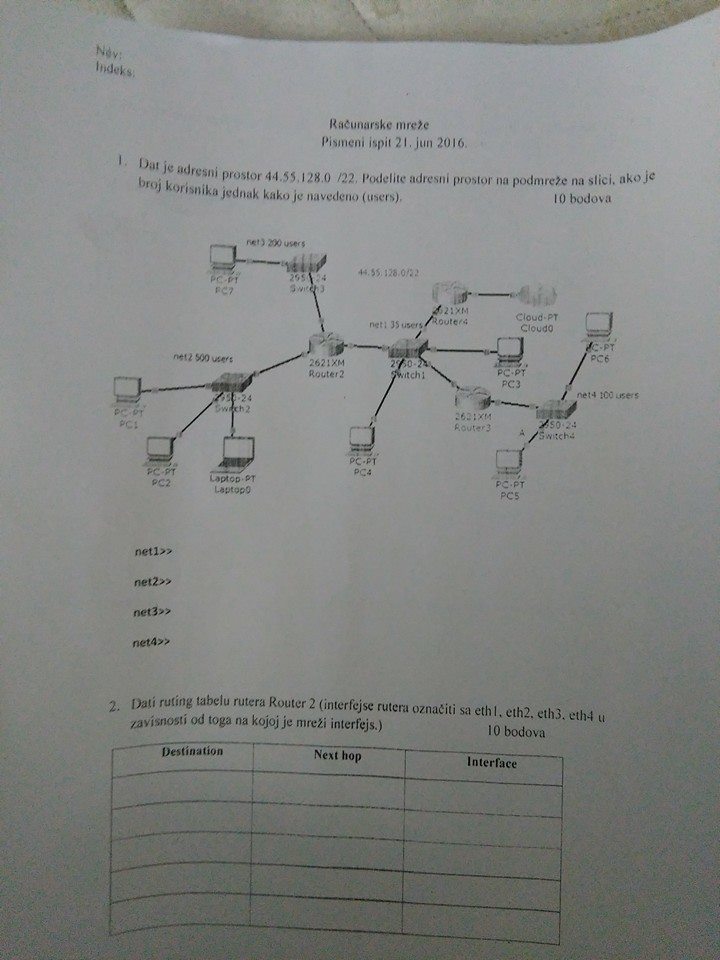 Név:
Indeks:
Računarske mreže
Pismeni ispit 21. jun 2016.
1. Dat je adresni prostor 44.55.128.0 /22. Podelite adresni prostor na podmreže na slici, ako je
broj korisnika jednak kako je navedeno (users). 10 bodova
net3 200 users
PC-PT
PC7
2950-24
Switch3
44.55.128.0/22
2621XM
Router4
Cloud-PT
Cloud0
net1 35 users
PC-PT
PC6
2621XM
Router2
2950-24
Switch1
PC-PT
PC3
net2 500 users
2950-24
Switch2
PC-PT
PC1
2621XM
Router3
net4 100 users
2950-24
Switch4
A
PC-PT
PC2
Laptop-PT
Laptop0
PC-PT
PC4
PC-PT
PC5
net1>>
net2>>
net3>>
net4>>
2. Dati ruting tabelu rutera Router 2 (interfejse rutera označiti sa eth1, eth2, eth3, eth4 u
zavisnosti od toga na kojoj je mreži interfejs.) 10 bodova
Destination Next hop Interface